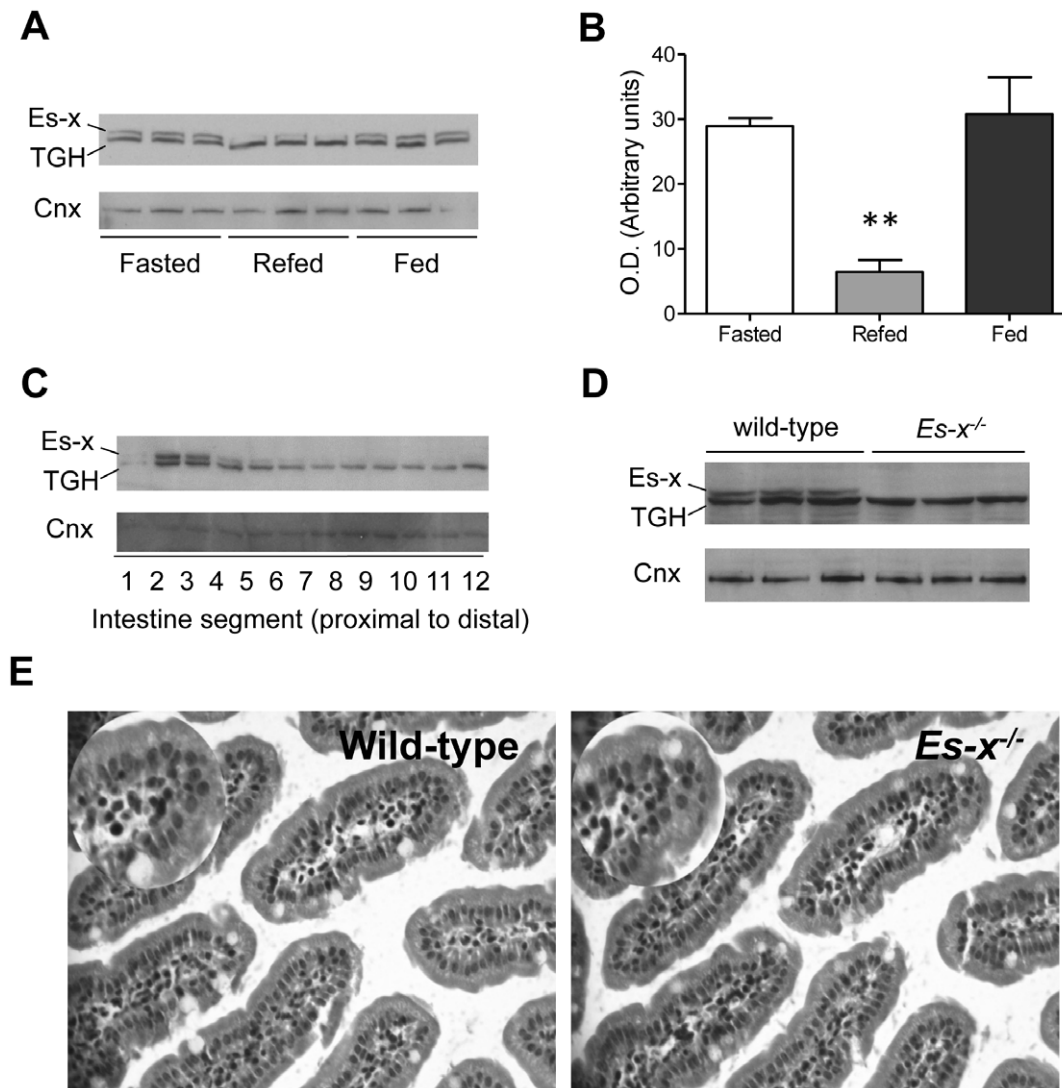 A
Es-x
TGH
Cnx
Fasted Refed Fed
B
O.D. (Arbitrary units)
40
30
20
10
0
**
Fasted Refed Fed
C
Es-x
TGH
Cnx
1 2 3 4 5 6 7 8 9 10 11 12
Intestine segment (proximal to distal)
D
wild-type Es-x-/-
Es-x
TGH
Cnx
E
Wild-type
Es-x-/-